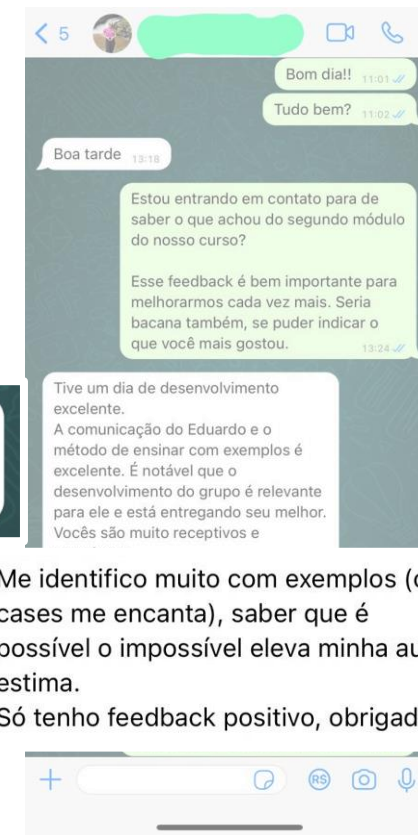 5
Bom dia!! 11:01
Tudo bem? 11:02
Boa tarde 13:18
Estou entrando em contato para de
saber o que achou do segundo módulo
do nosso curso?
Esse feedback é bem importante para
melhorarmos cada vez mais. Seria
bacana também, se puder indicar o
que você mais gostou. 13:24
Tive um dia de desenvolvimento
excelente.
A comunicação do Eduardo e o
método de ensinar com exemplos é
excelente. É notável que o
desenvolvimento do grupo é relevante
para ele e está entregando seu melhor.
Vocês são muito receptivos e
Me identifico muito com exemplos (
cases me encanta), saber que é
possível o impossível eleva minha
estima.
Só tenho feedback positivo,
R$